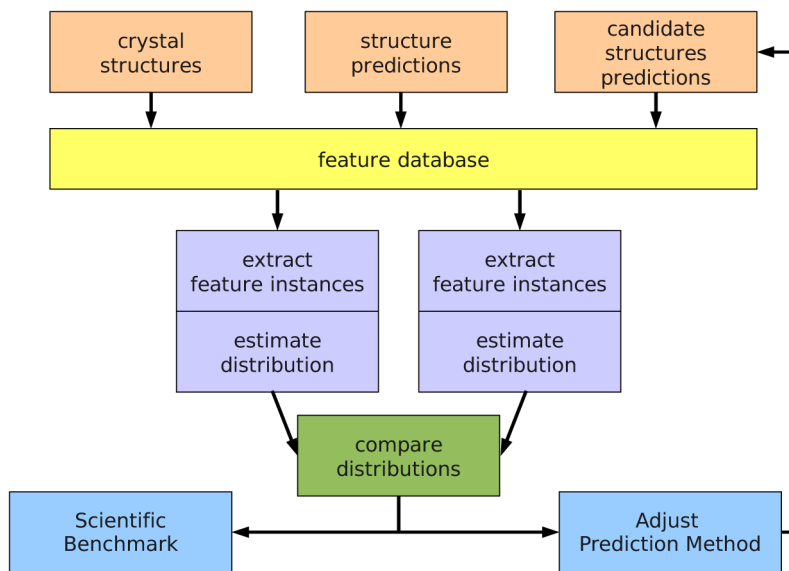 crystal
structures
structure
predictions
candidate
structures
predictions
feature database
extract
feature instances
estimate
distribution
extract
feature instances
estimate
distribution
compare
distributions
Scientific
Benchmark
Adjust
Prediction Method